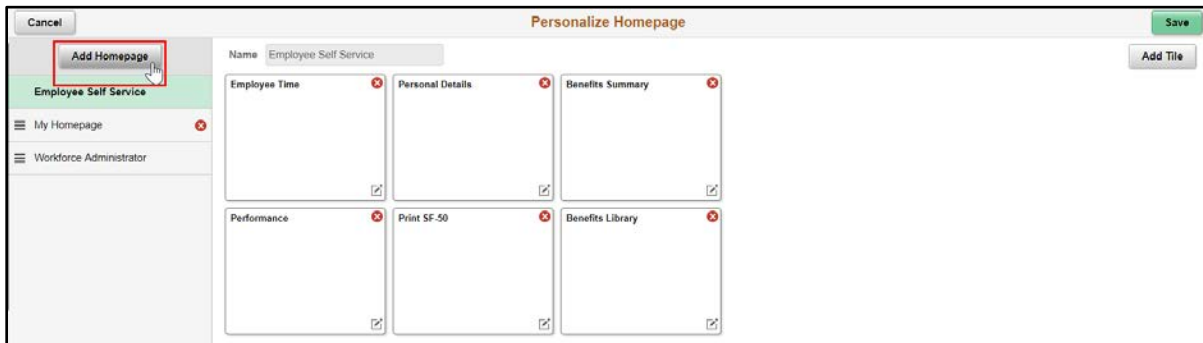 Cancel
Personalize Homepage
Save
Add Homepage
Name Employee Self Service
Add Tile
Employee Self Service
My Homepage
Workforce Administrator
Employee Time
Personal Details
Benefits Summary
Performance
Print SF-50
Benefits Library